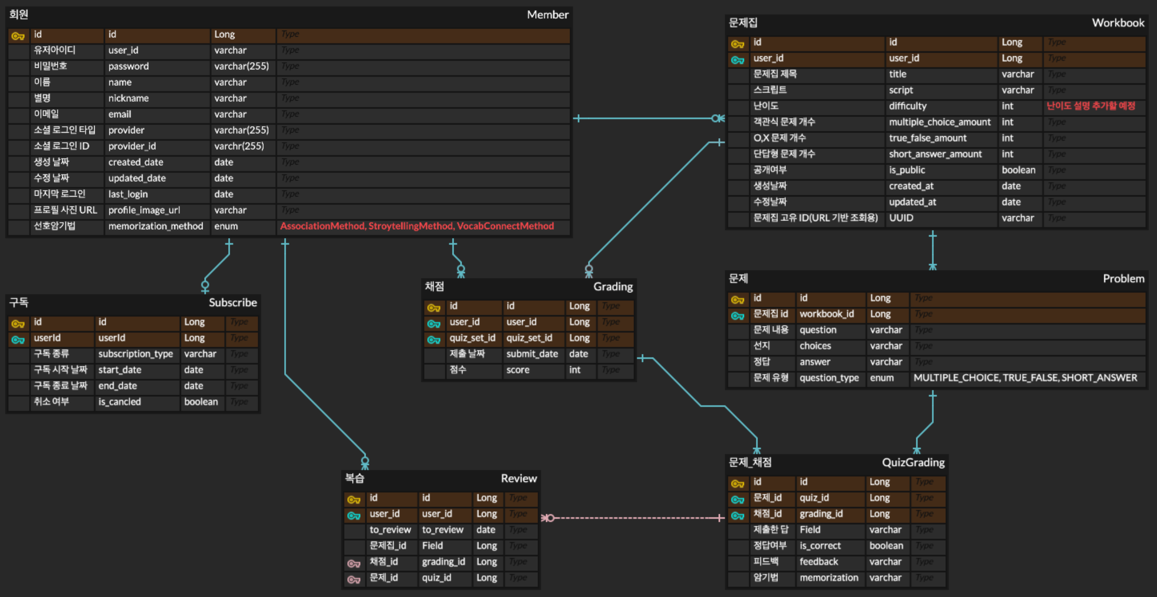 회원 Member
id id Long Type
유저아이디 user_id varchar Type
비밀번호 password varchar(255) Type
이름 name varchar Type
별명 nickname varchar Type
이메일 email varchar Type
소셜 로그인 타입 provider varchar(255) Type
소셜 로그인 ID provider_id varchr(255) Type
생성 날짜 created_date date Type
수정 날짜 updated_date date Type
마지막 로그인 last_login date Type
프로필 사진 URL profile_image_url varchar Type
선호암기법 memorization_method enum AssociationMethod, StroytellingMethod, VocabConnectMethod
문제집 Workbook
id id Long Type
user_id user_id Long Type
문제집 제목 title varchar Type
스크립트 script varchar Type
난이도 difficulty int 난이도 설명 추가할 예정
객관식 문제 개수 multiple_choice_amount int Type
O,X 문제 개수 true_false_amount int Type
단답형 문제 개수 short_answer_amount int Type
공개여부 is_public boolean Type
생성날짜 created_at date Type
수정날짜 updated_at date Type
문제집 고유 ID(URL 기반 조회용) UUID varchar Type
구독 Subscribe
id id Long Type
userId userId Long Type
구독 종류 subscription_type varchar Type
구독 시작 날짜 start_date date Type
구독 종료 날짜 end_date date Type
취소 여부 is_cancled boolean Type
채점 Grading
id id Long Type
user_id user_id Long Type
quiz_set_id quiz_set_id Long Type
제출 날짜 submit_date date Type
점수 score int Type
문제 Problem
id id Long Type
문제집 id workbook_id Long Type
문제 내용 question varchar Type
선지 choices varchar Type
정답 answer varchar Type
문제 유형 question_type enum MULTIPLE_CHOICE, TRUE_FALSE, SHORT_ANSWER
복습 Review
id id Long Type
user_id user_id Long Type
to_review to_review date Type
문제집_id Field Long Type
채점_id grading_id Long Type
문제_id quiz_id Long Type
문제_채점 QuizGrading
id id Long Type
문제_id quiz_id Long Type
채점_id grading_id Long Type
제출한 답 Field varchar Type
정답여부 is_correct boolean Type
피드백 feedback varchar Type
암기법 memorization varchar Type